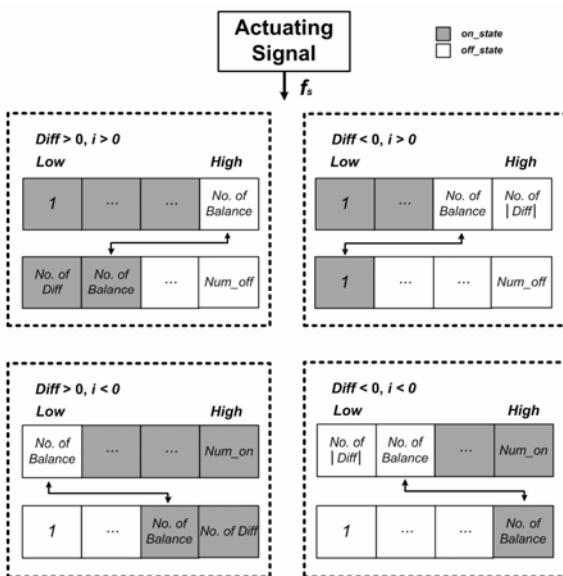 Actuating
Signal
on_state
off_state
f_s
Diff > 0, i > 0
Low High
1 ... ... No. of
Balance
No. of
Diff No. of
Balance ... Num_off
Diff < 0, i > 0
Low High
1 ... No. of
Balance No. of
|Diff|
1 ... ... Num_off
Diff > 0, i < 0
Low High
No. of
Balance ... ... Num_on
1 ... No. of
Balance No. of Diff
Diff < 0, i < 0
Low High
No. of
|Diff| No. of
Balance ... Num_on
1 ... ... No. of
Balance